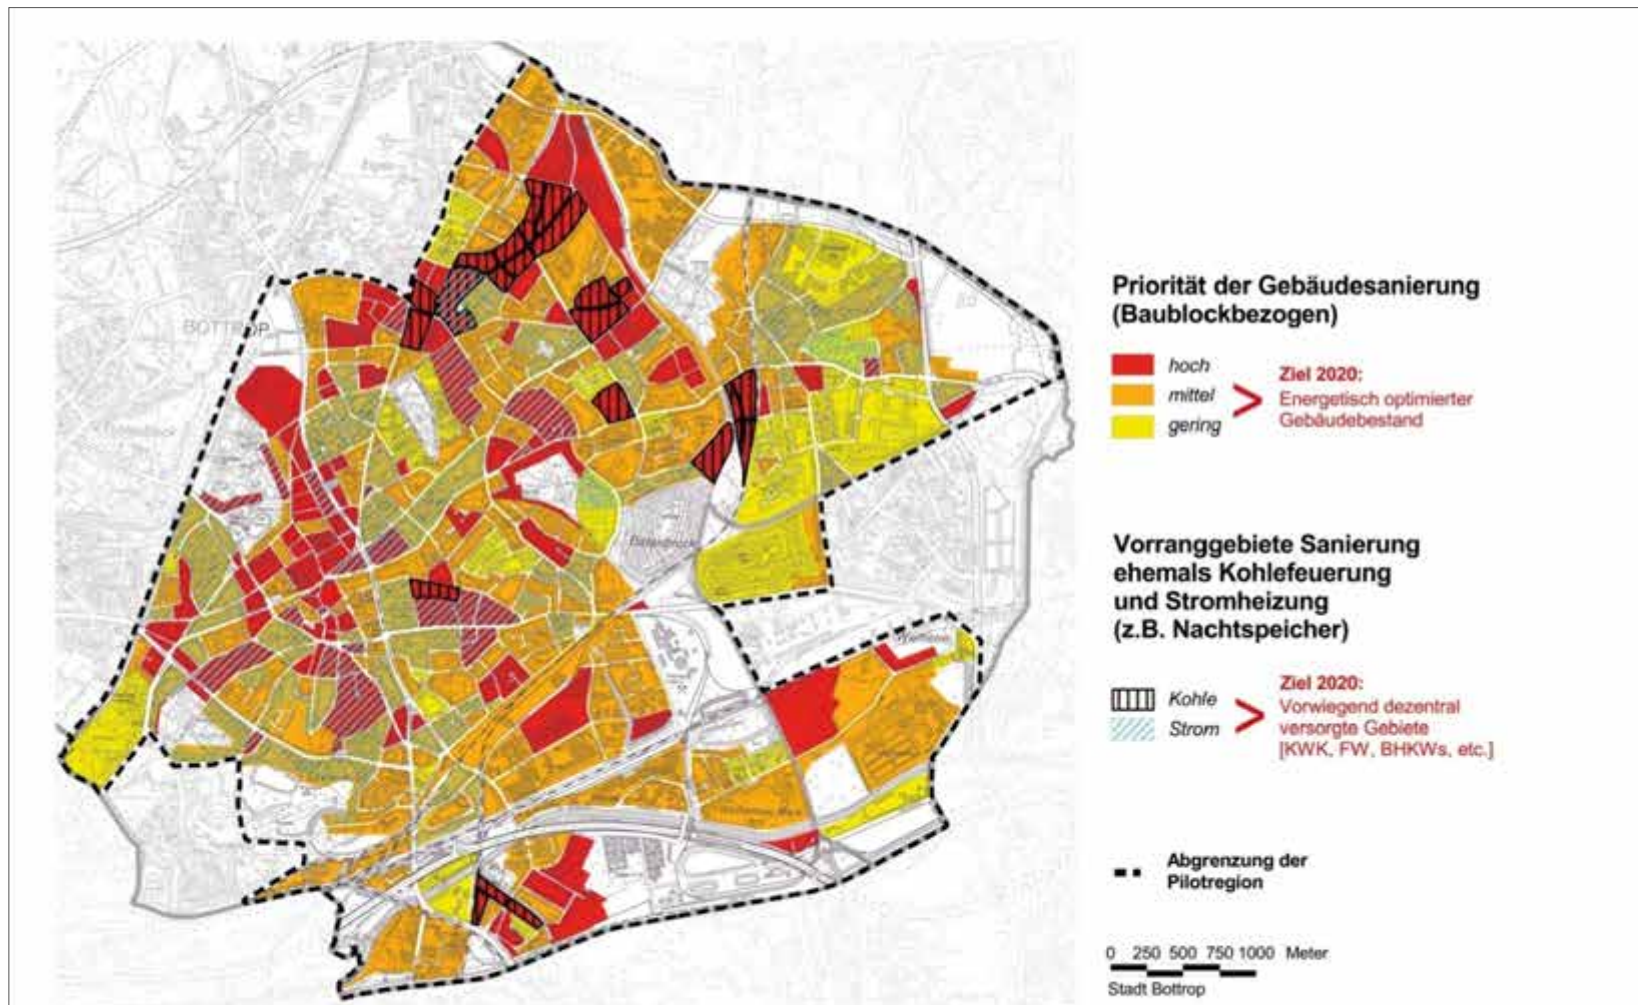 BOTTROP
Batenbrock
Priorität der Gebäudesanierung
(Baublockbezogen)
hoch
mittel
gering
Ziel 2020:
Energetisch optimierter
Gebäudebestand
Vorranggebiete Sanierung
ehemals Kohlefeuerung
und Stromheizung
(z.B. Nachtspeicher)
Kohle
Strom
Ziel 2020:
Vorwiegend dezentral
versorgte Gebiete
[KWK, FW, BHKWs, etc.]
Abgrenzung der
Pilotregion
0 250 500 750 1000 Meter
Stadt Bottrop